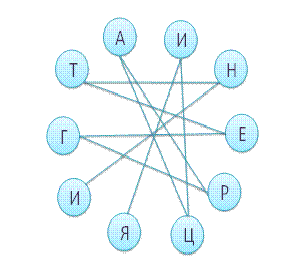 А И
Т Н
Г Е
И Р
Я Ц